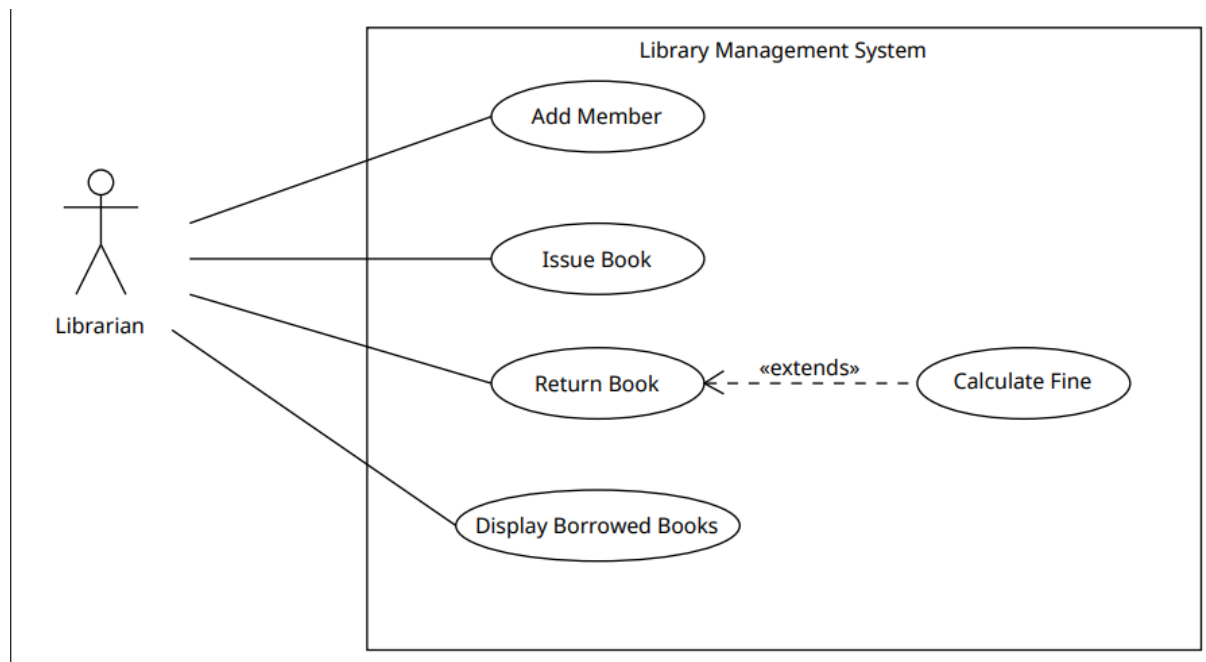 Library Management System
Add Member
Librarian
Issue Book
Return Book
«extends»
Calculate Fine
Display Borrowed Books